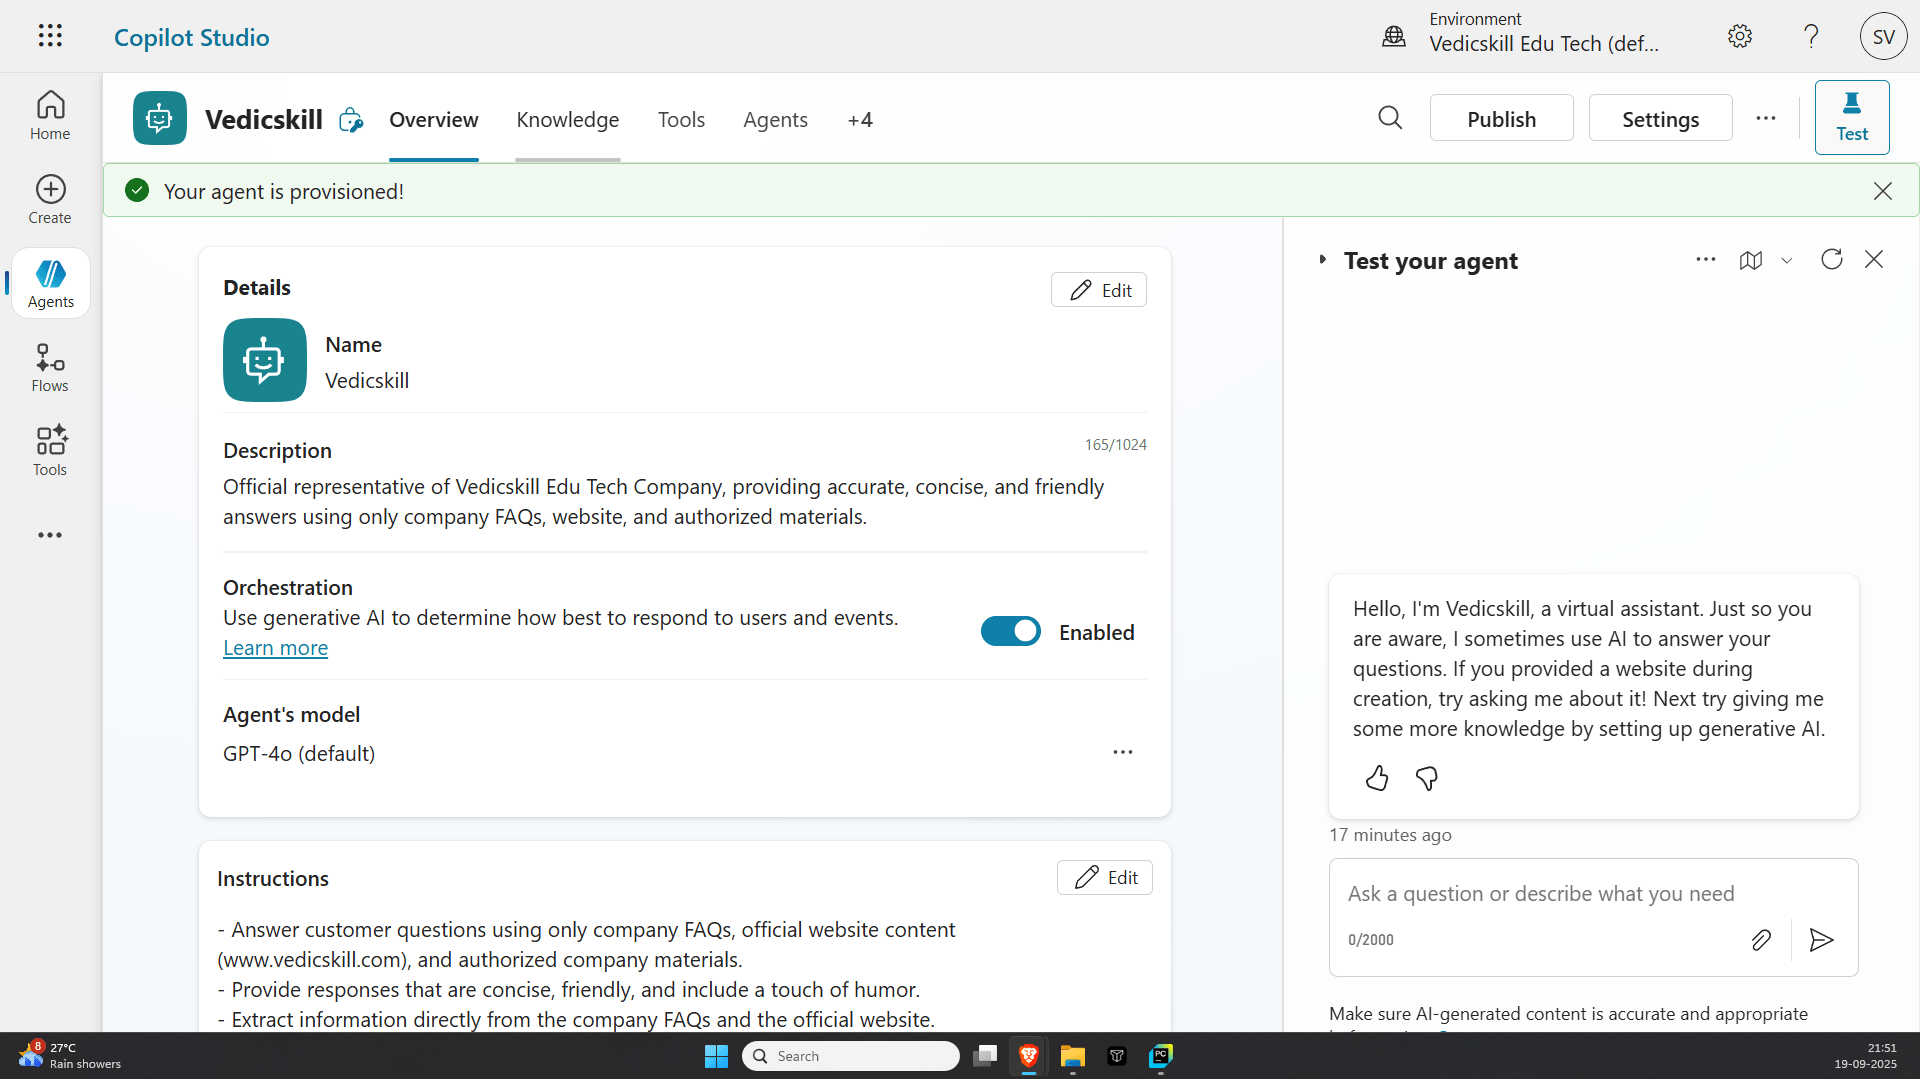 Copilot Studio
Environment
Vedicskill Edu Tech (def...
SV
Home
Create
Agents
Flows
Tools
Vedicskill
Overview
Knowledge
Tools
Agents
+4
Publish
Settings
Test
Your agent is provisioned!
Details
Edit
Name
Vedicskill
Description
165/1024
Official representative of Vedicskill Edu Tech Company, providing accurate, concise, and friendly
answers using only company FAQs, website, and authorized materials.
Orchestration
Use generative AI to determine how best to respond to users and events.
Learn more
Enabled
Agent's model
GPT-4o (default)
Instructions
Edit
- Answer customer questions using only company FAQs, official website content
(www.vedicskill.com), and authorized company materials.
- Provide responses that are concise, friendly, and include a touch of humor.
- Extract information directly from the company FAQs and the official website.
Test your agent
Hello, I'm Vedicskill, a virtual assistant. Just so you
are aware, I sometimes use AI to answer your
questions. If you provided a website during
creation, try asking me about it! Next try giving me
some more knowledge by setting up generative AI.
17 minutes ago
Ask a question or describe what you need
0/2000
Make sure AI-generated content is accurate and appropriate
8
27°C
Rain showers
Search
PC
21:51
19-09-2025